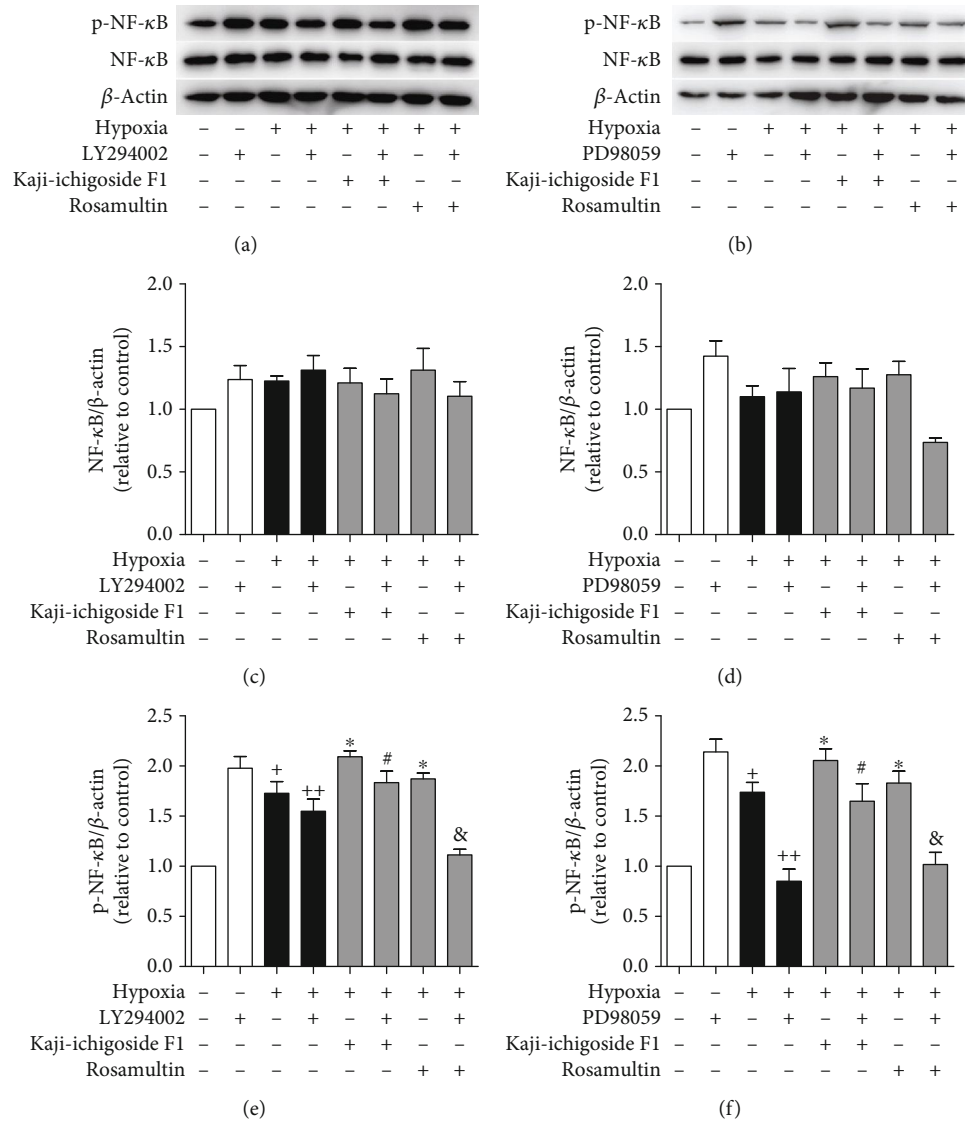 p-NF-κB
NF-κB
β-Actin
Hypoxia – – + + + + + +
LY294002 – + – + – + – +
Kaji-ichigoside F1 – – – – + + – –
Rosamultin – – – – – – + +
(a)
p-NF-κB
NF-κB
β-Actin
Hypoxia – – + + + + + +
PD98059 – + – + – + – +
Kaji-ichigoside F1 – – – – + + – –
Rosamultin – – – – – – + +
(b)
NF-κB/β-actin
(relative to control)
2.0
1.5
1.0
1.5
0.0
Hypoxia – – + + + + + +
LY294002 – + – + – + – +
Kaji-ichigoside F1 – – – – + + – –
Rosamultin – – – – – – + +
(c)
NF-κB/β-actin
(relative to control)
2.0
1.5
1.0
1.5
0.0
Hypoxia – – + + + + + +
PD98059 – + – + – + – +
Kaji-ichigoside F1 – – – – + + – –
Rosamultin – – – – – – + +
(d)
p-NF-κB/β-actin
(relative to control)
2.5
2.0
1.5
1.0
1.5
0.0
+ ++ * # * &
Hypoxia – – + + + + + +
LY294002 – + – + – + – +
Kaji-ichigoside F1 – – – – + + – –
Rosamultin – – – – – – + +
(e)
p-NF-κB/β-actin
(relative to control)
2.5
2.0
1.5
1.0
1.5
0.0
+ ++ * # * &
Hypoxia – – + + + + + +
PD98059 – + – + – + – +
Kaji-ichigoside F1 – – – – + + – –
Rosamultin – – – – – – + +
(f)